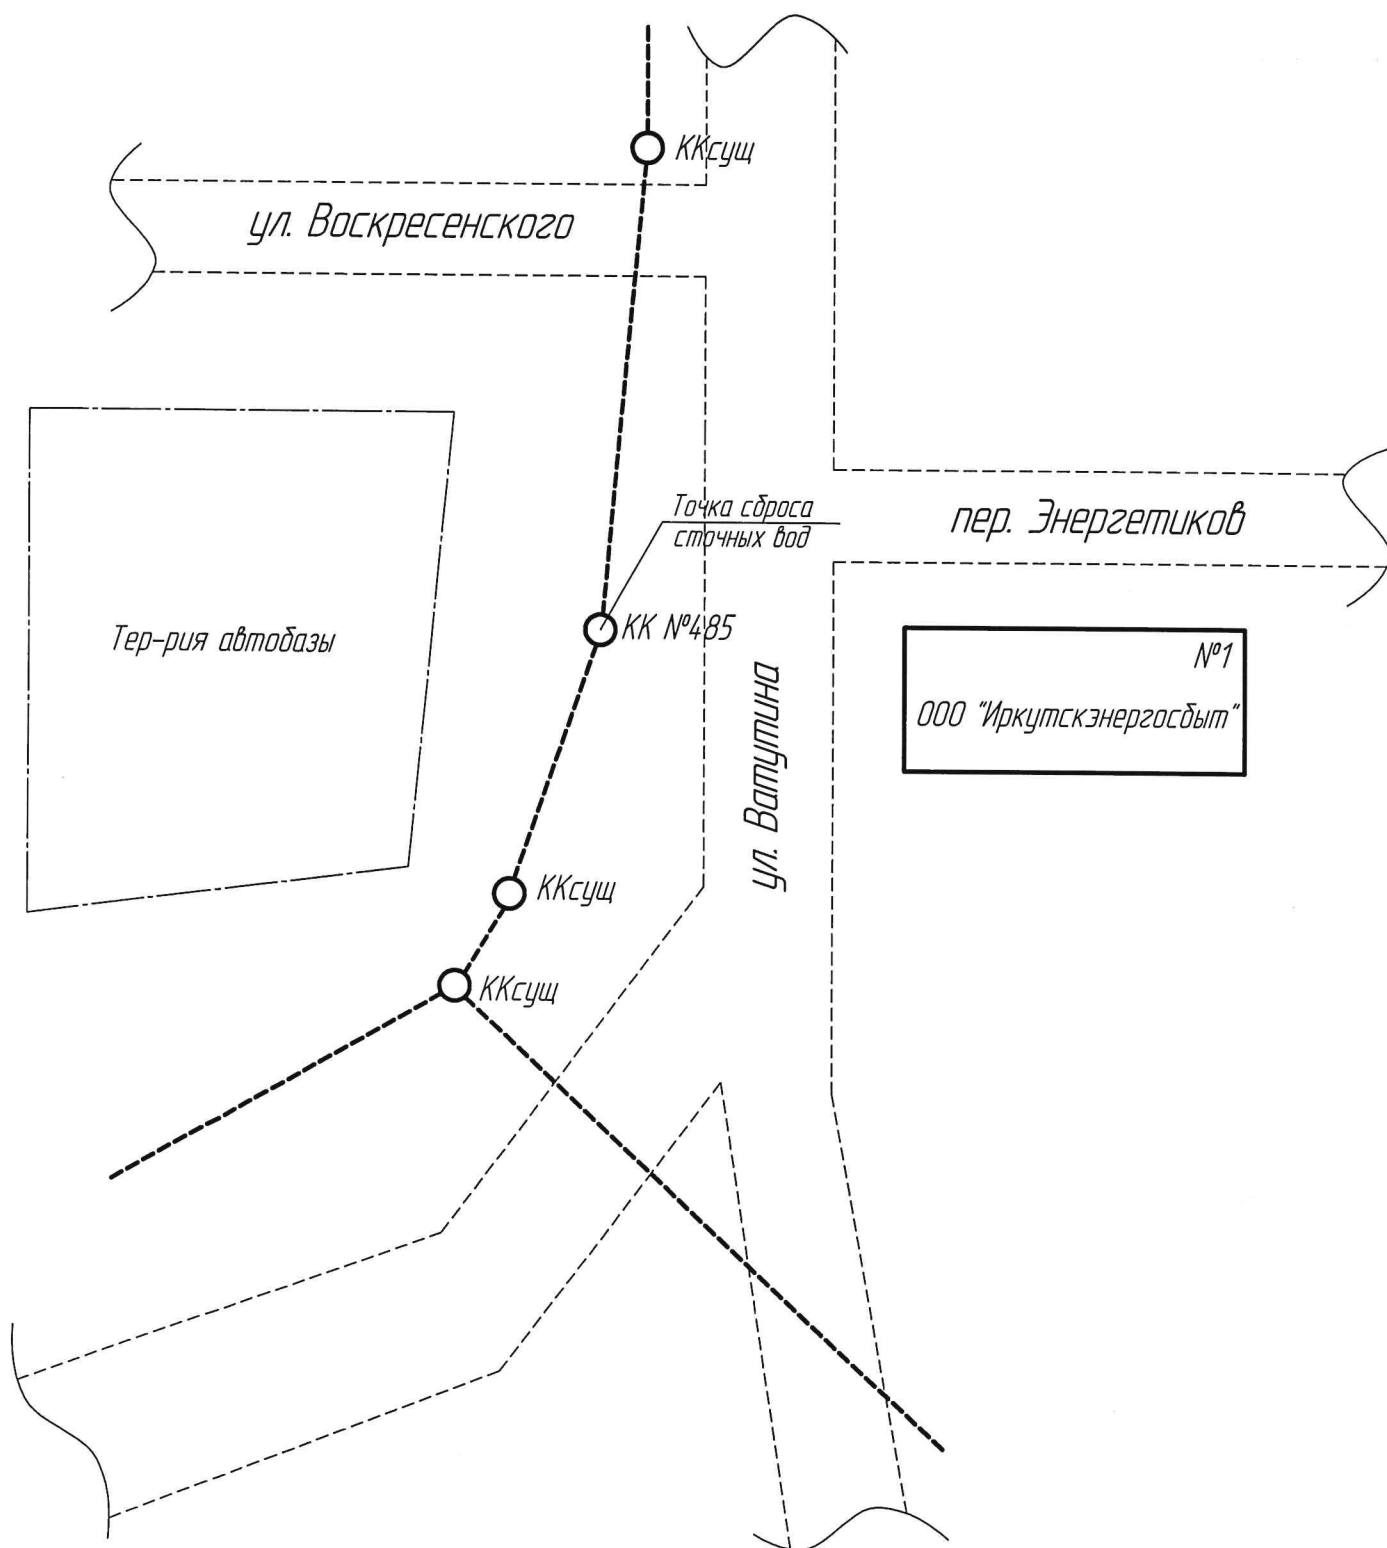 ККсущ
ул. Воскресенского
Точка сброса
сточных вод
пер. Энергетиков
КК №485
Тер-рия автобазы
№1
ООО "Иркутскэнергосбыт"
ул. Ватутина
ККсущ
ККсущ